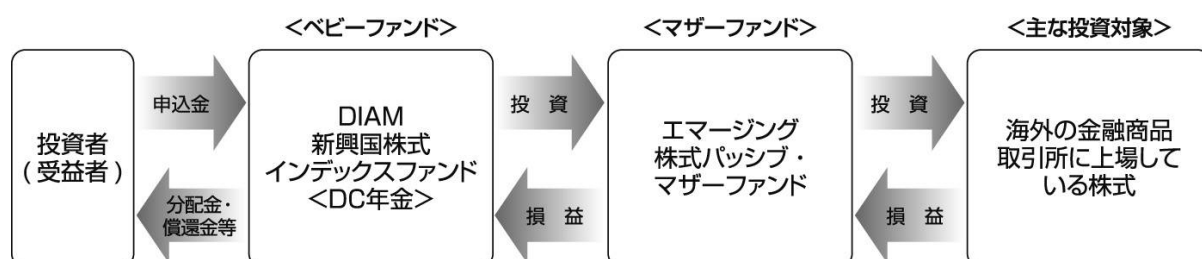 <ベビーファンド>
<マザーファンド>
<主な投資対象>
投資者
(受益者)
申込金
分配金・
償還金等
DIAM
新興国株式
インデックスファンド
<DC年金>
投 資
損 益
エマージング
株式パッシブ・
マザーファンド
投 資
損 益
海外の金融商品
取引所に上場して
いる株式